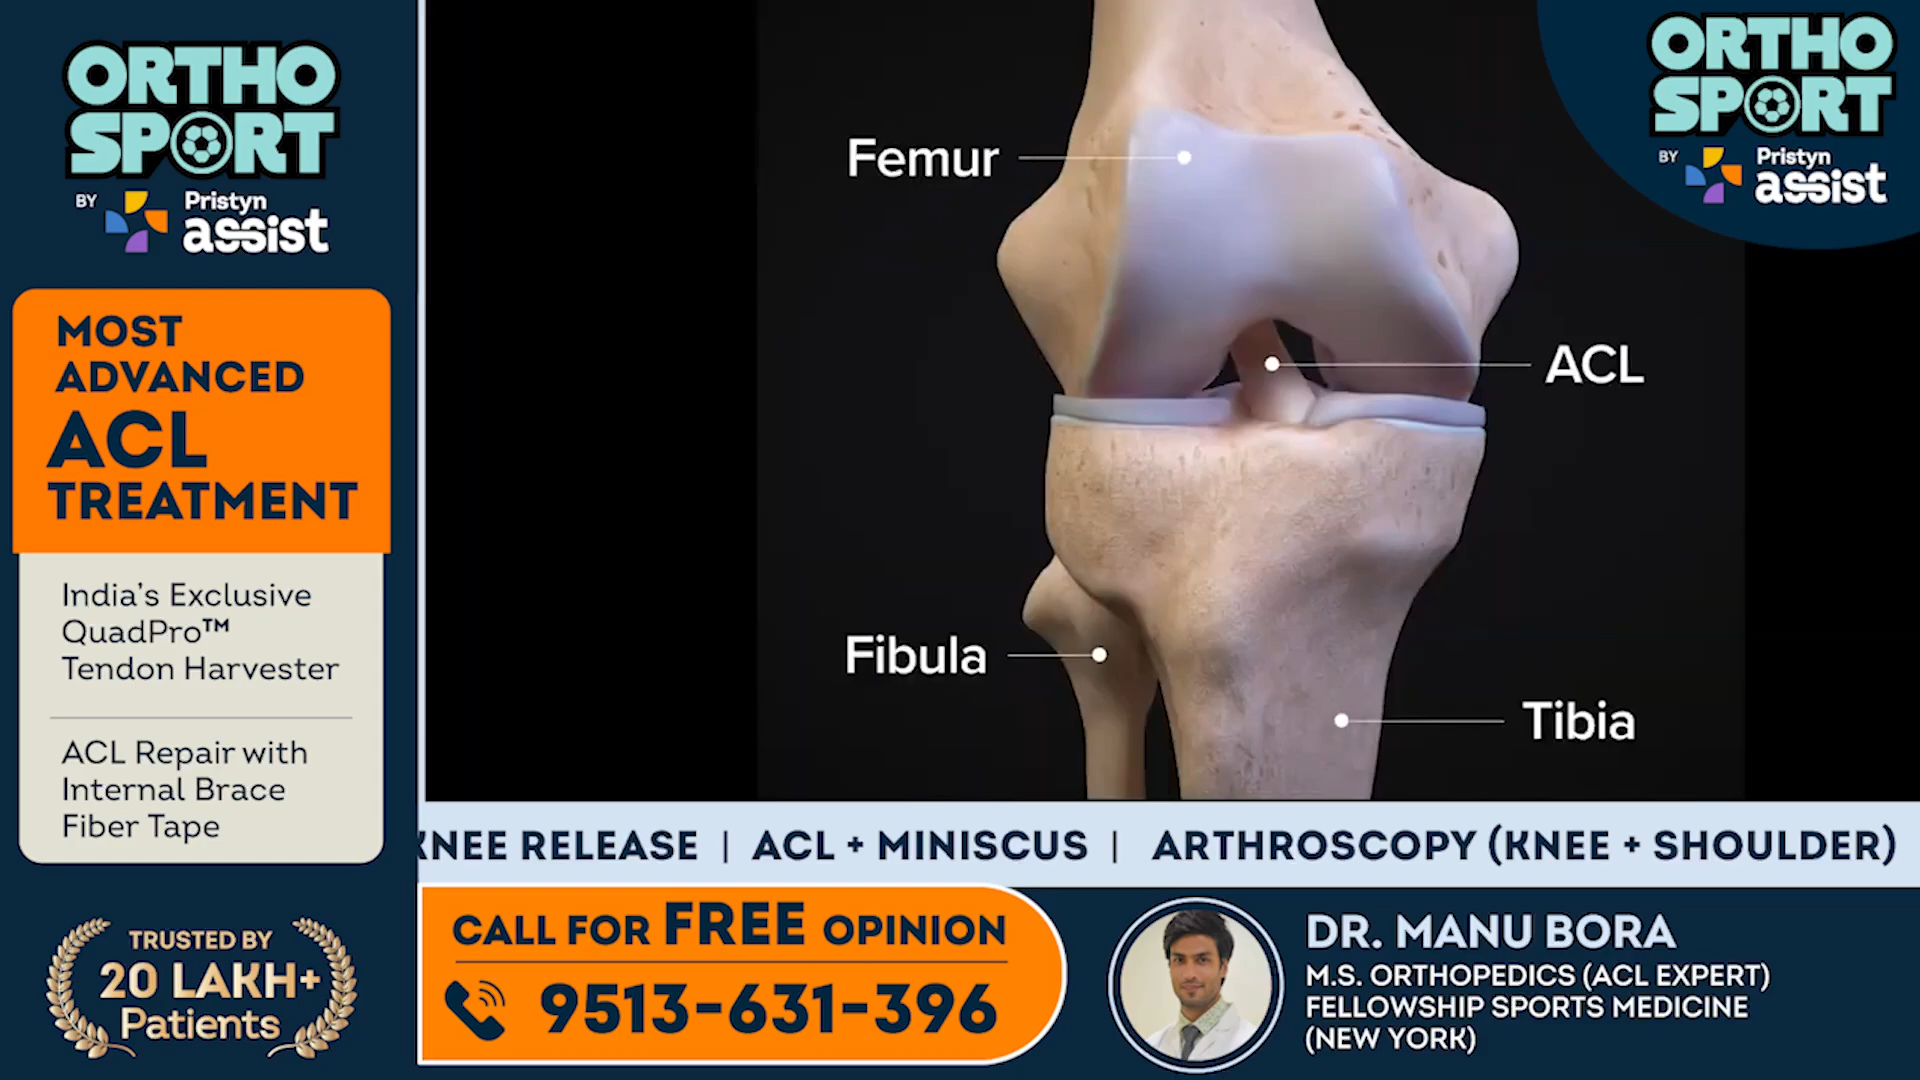 ORTHO
SPORT
BY Pristyn
assist
MOST
ADVANCED
ACL
TREATMENT
India's Exclusive
QuadPro™
Tendon Harvester
ACL Repair with
Internal Brace
Fiber Tape
TRUSTED BY
20 LAKH+
Patients
Femur
ACL
Fibula
Tibia
ORTHO
SPORT
BY Pristyn
assist
KNEE RELEASE | ACL + MINISCUS | ARTHROSCOPY (KNEE + SHOULDER)
CALL FOR FREE OPINION
9513-631-396
DR. MANU BORA
M.S. ORTHOPEDICS (ACL EXPERT)
FELLOWSHIP SPORTS MEDICINE
(NEW YORK)